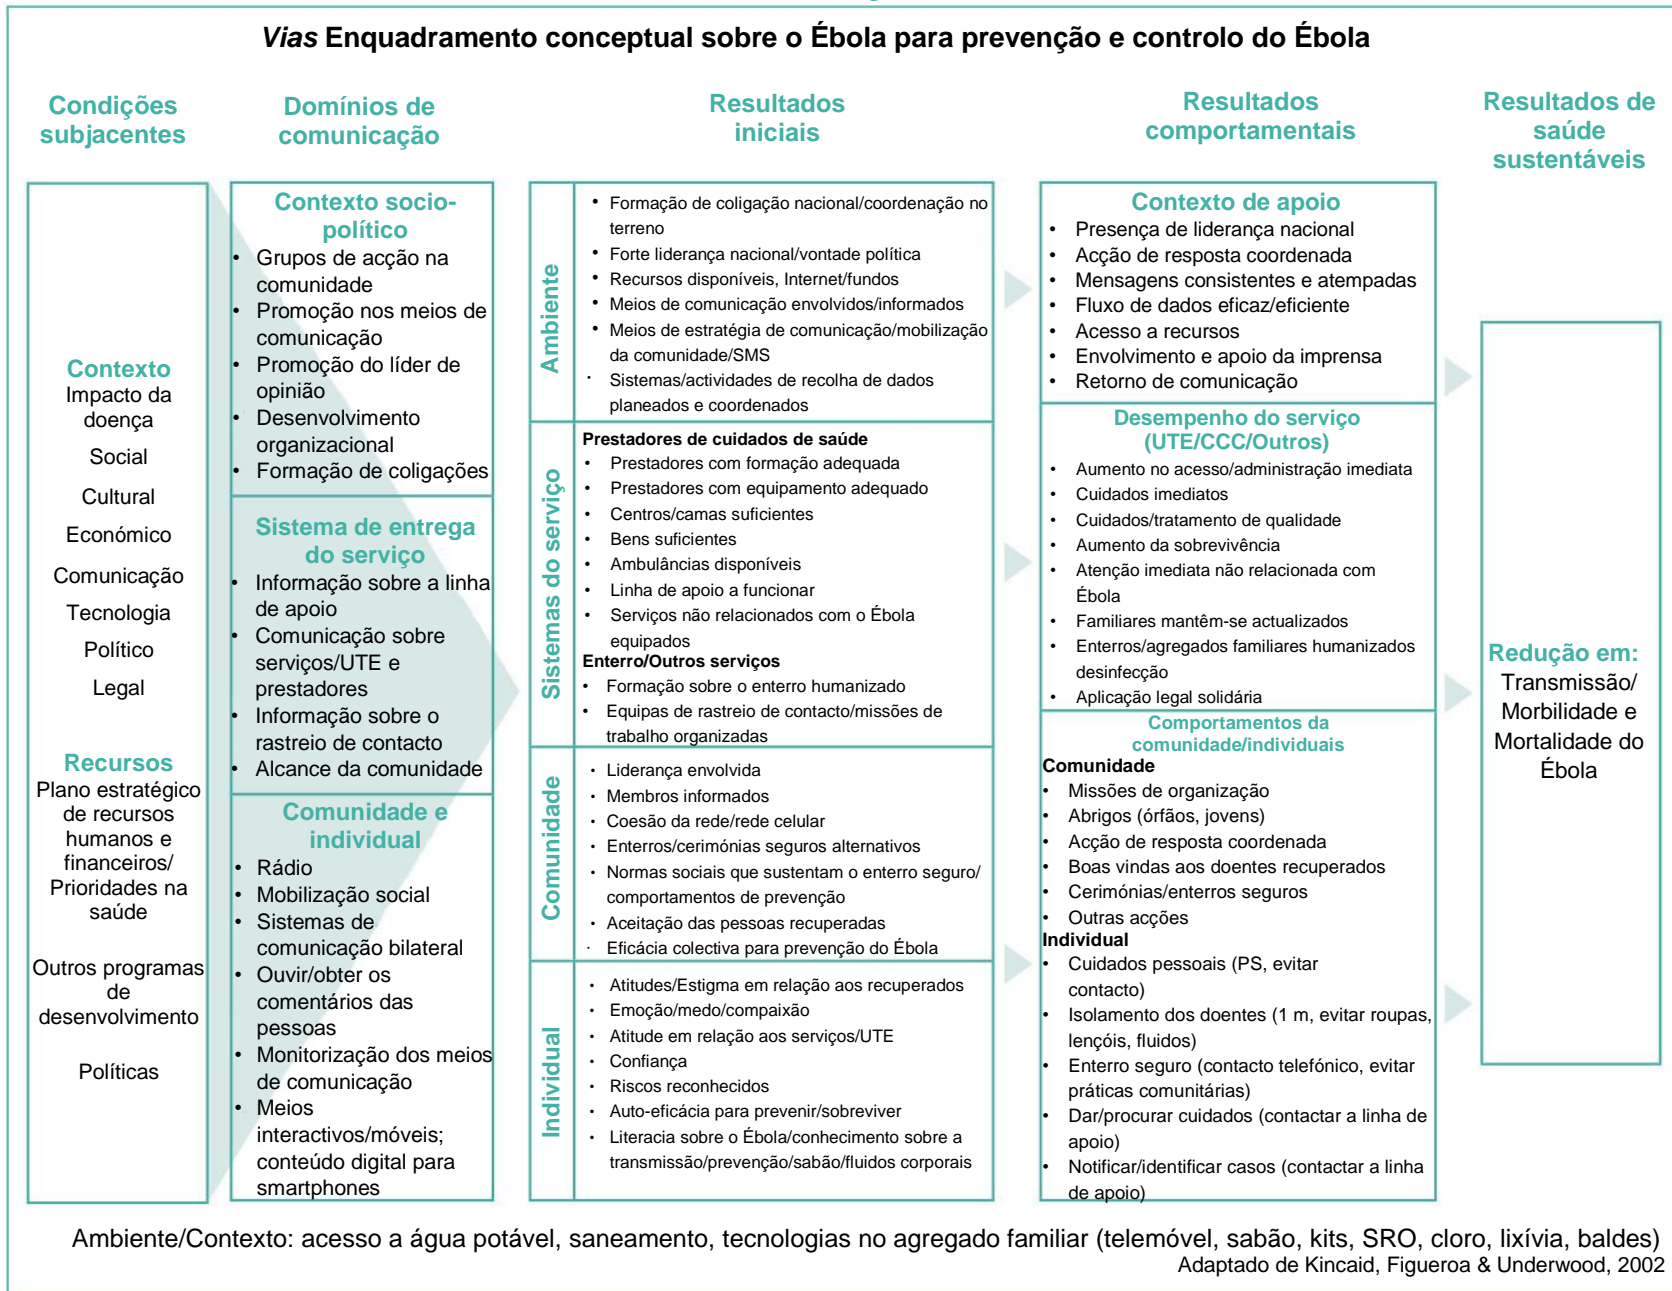 Vias Enquadramento conceptual sobre o Ébola para prevenção e controlo do Ébola
Condições
subjacentes
Domínios de
comunicação
Resultados
iniciais
Resultados
comportamentais
Resultados de
saúde
sustentáveis
Contexto
Impacto da
doença
Social
Cultural
Económico
Comunicação
Tecnologia
Político
Legal
Recursos
Plano estratégico
de recursos
humanos e
financeiros/
Prioridades na
saúde
Outros programas
de
desenvolvimento
Políticas
Contexto socio-
político
• Grupos de acção na
comunidade
• Promoção nos meios de
comunicação
• Promoção do líder de
opinião
• Desenvolvimento
organizacional
• Formação de coligações
Sistema de entrega
do serviço
• Informação sobre a linha
de apoio
• Comunicação sobre
serviços/UTE e
prestadores
• Informação sobre o
rastreio de contacto
• Alcance da comunidade
Comunidade e
individual
• Rádio
• Mobilização social
• Sistemas de
comunicação bilateral
• Ouvir/obter os
comentários das
pessoas
• Monitorização dos meios
de comunicação
• Meios
interactivos/móveis;
conteúdo digital para
smartphones
Ambiente
• Formação de coligação nacional/coordenação no
terreno
• Forte liderança nacional/vontade política
• Recursos disponíveis, Internet/fundos
• Meios de comunicação envolvidos/informados
• Meios de estratégia de comunicação/mobilização
da comunidade/SMS
· Sistemas/actividades de recolha de dados
planeados e coordenados
Sistemas do serviço
Prestadores de cuidados de saúde
• Prestadores com formação adequada
• Prestadores com equipamento adequado
• Centros/camas suficientes
• Bens suficientes
• Ambulâncias disponíveis
• Linha de apoio a funcionar
• Serviços não relacionados com o Ébola
equipados
Enterro/Outros serviços
• Formação sobre o enterro humanizado
• Equipas de rastreio de contacto/missões de
trabalho organizadas
Comunidade
• Liderança envolvida
• Membros informados
• Coesão da rede/rede celular
• Enterros/cerimónias seguros alternativos
• Normas sociais que sustentam o enterro seguro/
comportamentos de prevenção
• Aceitação das pessoas recuperadas
· Eficácia colectiva para prevenção do Ébola
Individual
• Atitudes/Estigma em relação aos recuperados
• Emoção/medo/compaixão
• Atitude em relação aos serviços/UTE
• Confiança
• Riscos reconhecidos
• Auto-eficácia para prevenir/sobreviver
• Literacia sobre o Ébola/conhecimento sobre a
transmissão/prevenção/sabão/fluidos corporais
Contexto de apoio
• Presença de liderança nacional
• Acção de resposta coordenada
• Mensagens consistentes e atempadas
• Fluxo de dados eficaz/eficiente
• Acesso a recursos
• Envolvimento e apoio da imprensa
• Retorno de comunicação
Desempenho do serviço
(UTE/CCC/Outros)
• Aumento no acesso/administração imediata
• Cuidados imediatos
• Cuidados/tratamento de qualidade
• Aumento da sobrevivência
• Atenção imediata não relacionada com
Ébola
• Familiares mantêm-se actualizados
• Enterros/agregados familiares humanizados
desinfecção
• Aplicação legal solidária
Comportamentos da
comunidade/individuais
Comunidade
• Missões de organização
• Abrigos (órfãos, jovens)
• Acção de resposta coordenada
• Boas vindas aos doentes recuperados
• Cerimónias/enterros seguros
• Outras acções
Individual
• Cuidados pessoais (PS, evitar
contacto)
• Isolamento dos doentes (1 m, evitar roupas,
lençóis, fluidos)
• Enterro seguro (contacto telefónico, evitar
práticas comunitárias)
• Dar/procurar cuidados (contactar a linha de
apoio)
• Notificar/identificar casos (contactar a linha
de apoio)
Redução em:
Transmissão/
Morbilidade e
Mortalidade do
Ébola
Ambiente/Contexto: acesso a água potável, saneamento, tecnologias no agregado familiar (telemóvel, sabão, kits, SRO, cloro, lixívia, baldes)
Adaptado de Kincaid, Figueroa & Underwood, 2002